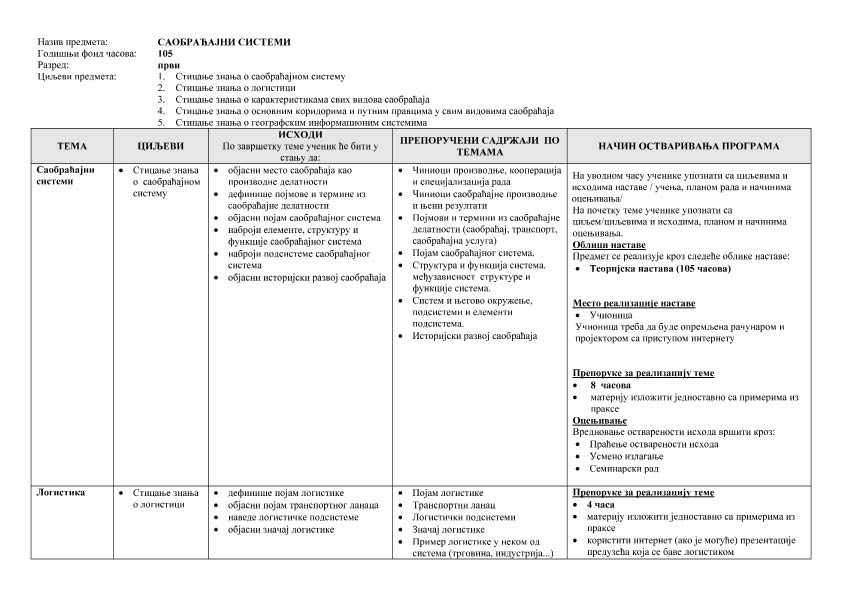 Назив предмета: САОБРАЋАЈНИ СИСТЕМИ
Годишњи фонд часова: 105
Разред: први
Циљеви предмета: 1. Стицање знања о саобраћајном систему
2. Стицање знања о логистици
3. Стицање знања о карактеристикама свих видова саобраћаја
4. Стицање знања о основним коридорима и путним правцима у свим видовима саобраћаја
5. Стицање знања о географским информационим системима
ТЕМА
ЦИЉЕВИ
ИСХОДИ
По завршетку теме ученик ће бити у
стању да:
ПРЕПОРУЧЕНИ САДРЖАЈИ ПО
ТЕМАМА
НАЧИН ОСТВАРИВАЊА ПРОГРАМА
Саобраћајни
системи
• Стицање знања
о саобраћајном
систему
• објасни место саобраћаја као
производне делатности
• дефинише појмове и термине из
саобраћајне делатности
• објасни појам саобраћајног система
• наброји елементе, структуру и
функције саобраћајног система
• наброји подсистеме саобраћајног
система
• објасни историјски развој саобраћаја
• Чиниоци производње, кооперација
и специјализација рада
• Чиниоци саобраћајне производње
и њени резултати
• Појмови и термини из саобраћајне
делатности (саобраћај, транспорт,
саобраћајна услуга)
• Појам саобраћајног система.
• Структура и функција система.
међузависност структуре и
функције система.
• Систем и његово окружење,
подсистеми и елементи
подсистема.
• Историјски развој саобраћаја
На уводном часу ученике упознати са циљевима и
исходима наставе / учења, планом рада и начинима
оцењивања/
На почетку теме ученике упознати са
циљем/циљевима и исходима, планом и начинима
оцењивања.
Облици наставе
Предмет се реализује кроз следеће облике наставе:
• Теоријска настава (105 часова)
Место реализације наставе
• Учионица
Учионица треба да буде опремљена рачунаром и
пројектором са приступом интернету
Препоруке за реализацију теме
• 8 часова
• материју изложити једноставно са примерима из
праксе
Оцењивање
Вредновање остварености исхода вршити кроз:
• Праћење остварености исхода
• Усмено излагање
• Семинарски рад
Логистика
• Стицање знања
о логистици
• дефинише појам логистике
• објасни појам транспортног ланаца
• наведе логистичке подсистеме
• објасни значај логистике
• Појам логистике
• Транспортни ланац
• Логистички подсистеми
• Значај логистике
• Пример логистике у неком од
система (трговина, индустрија...)
Препоруке за реализацију теме
• 4 часа
• материју изложити једноставно са примерима из
праксе
• користити интернет (ако је могуће) презентације
предузећа која се баве логистиком